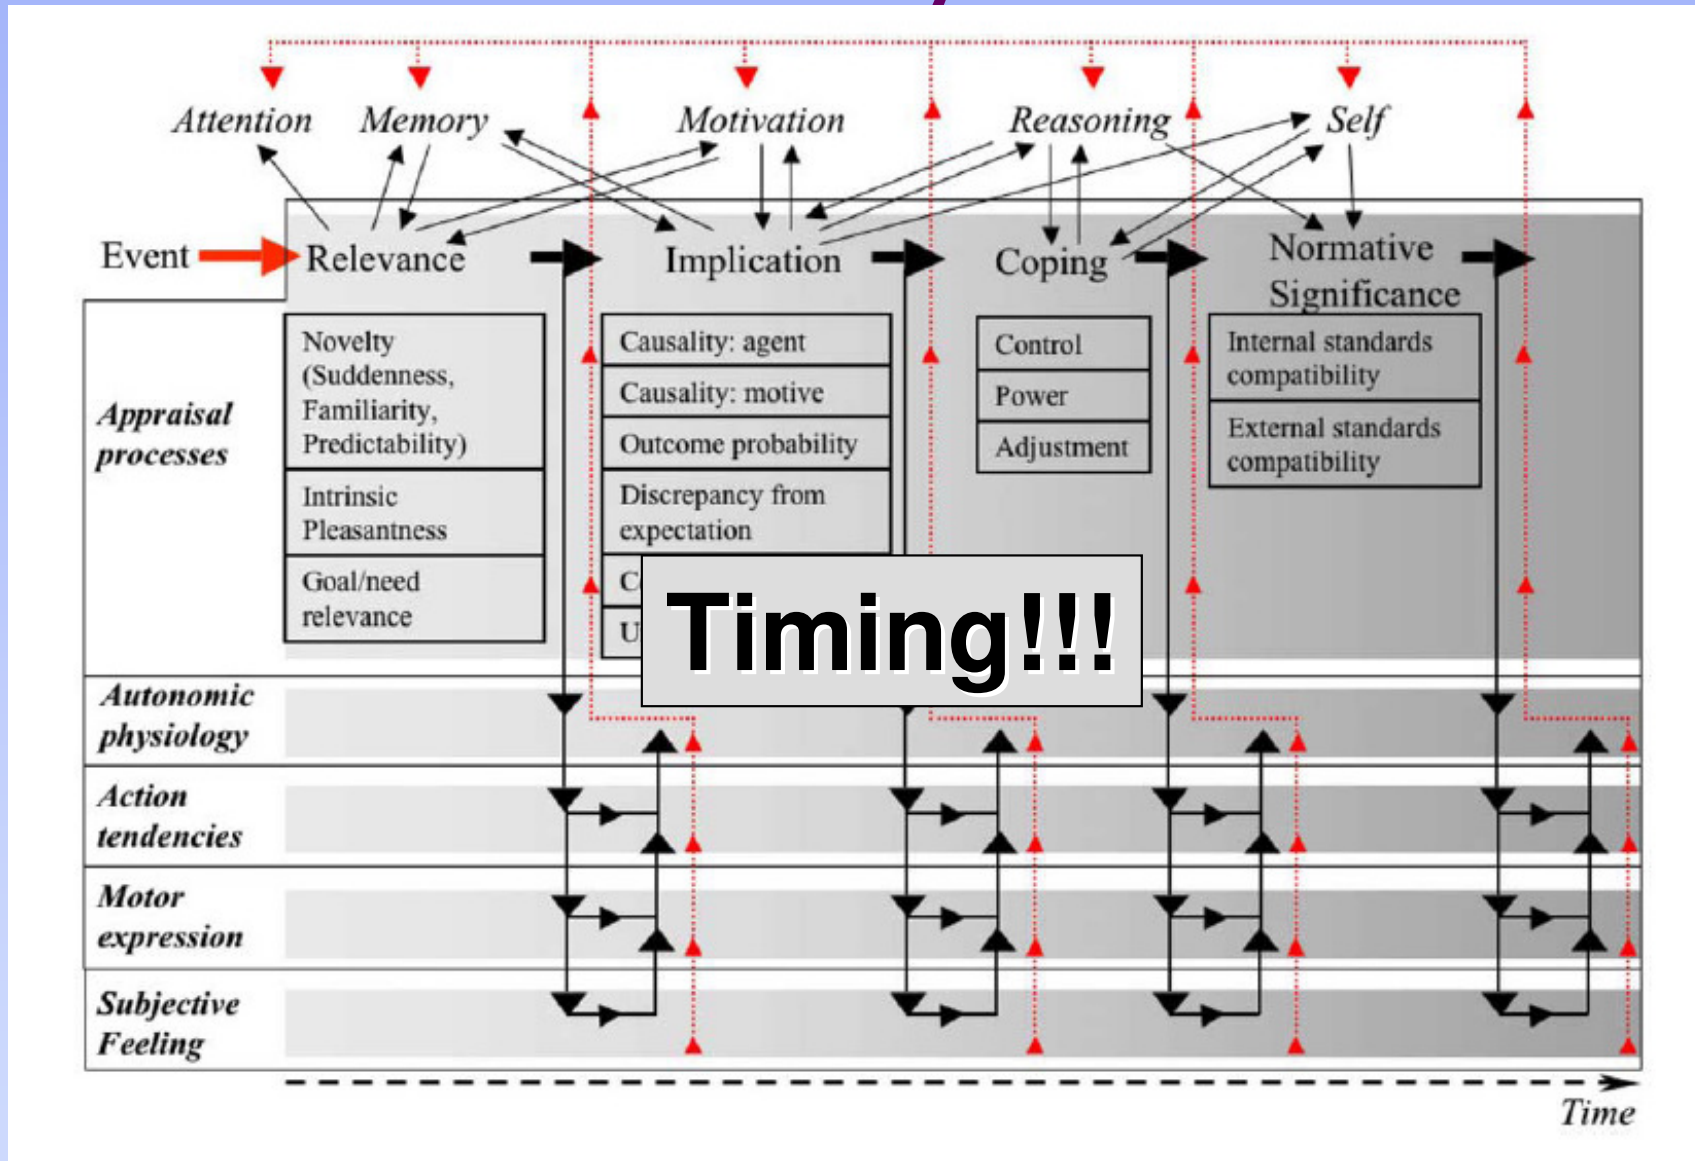 Attention Memory Motivation Reasoning Self
Event Relevance Implication Coping Normative
Significance
Appraisal
processes
Novelty
(Suddenness,
Familiarity,
Predictability)
Intrinsic
Pleasantness
Goal/need
relevance
Causality: agent
Causality: motive
Outcome probability
Discrepancy from
expectation
Control
Power
Adjustment
Internal standards
compatibility
External standards
compatibility
Timing!!!
Autonomic
physiology
Action
tendencies
Motor
expression
Subjective
Feeling
Time